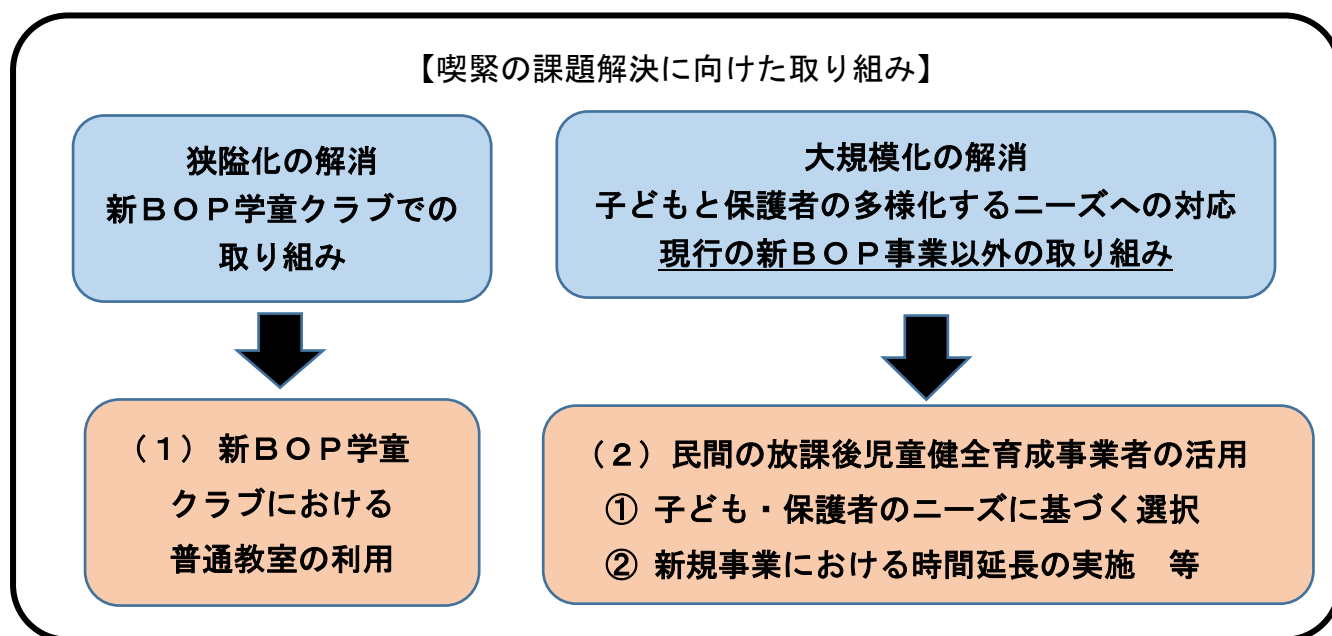 【喫緊の課題解決に向けた取り組み】
狭隘化の解消
新ＢＯＰ学童クラブでの
取り組み
大規模化の解消
子どもと保護者の多様化するニーズへの対応
現行の新ＢＯＰ事業以外の取り組み
（１）新ＢＯＰ学童
クラブにおける
普通教室の利用
（２）民間の放課後児童健全育成事業者の活用
① 子ども・保護者のニーズに基づく選択
② 新規事業における時間延長の実施　等